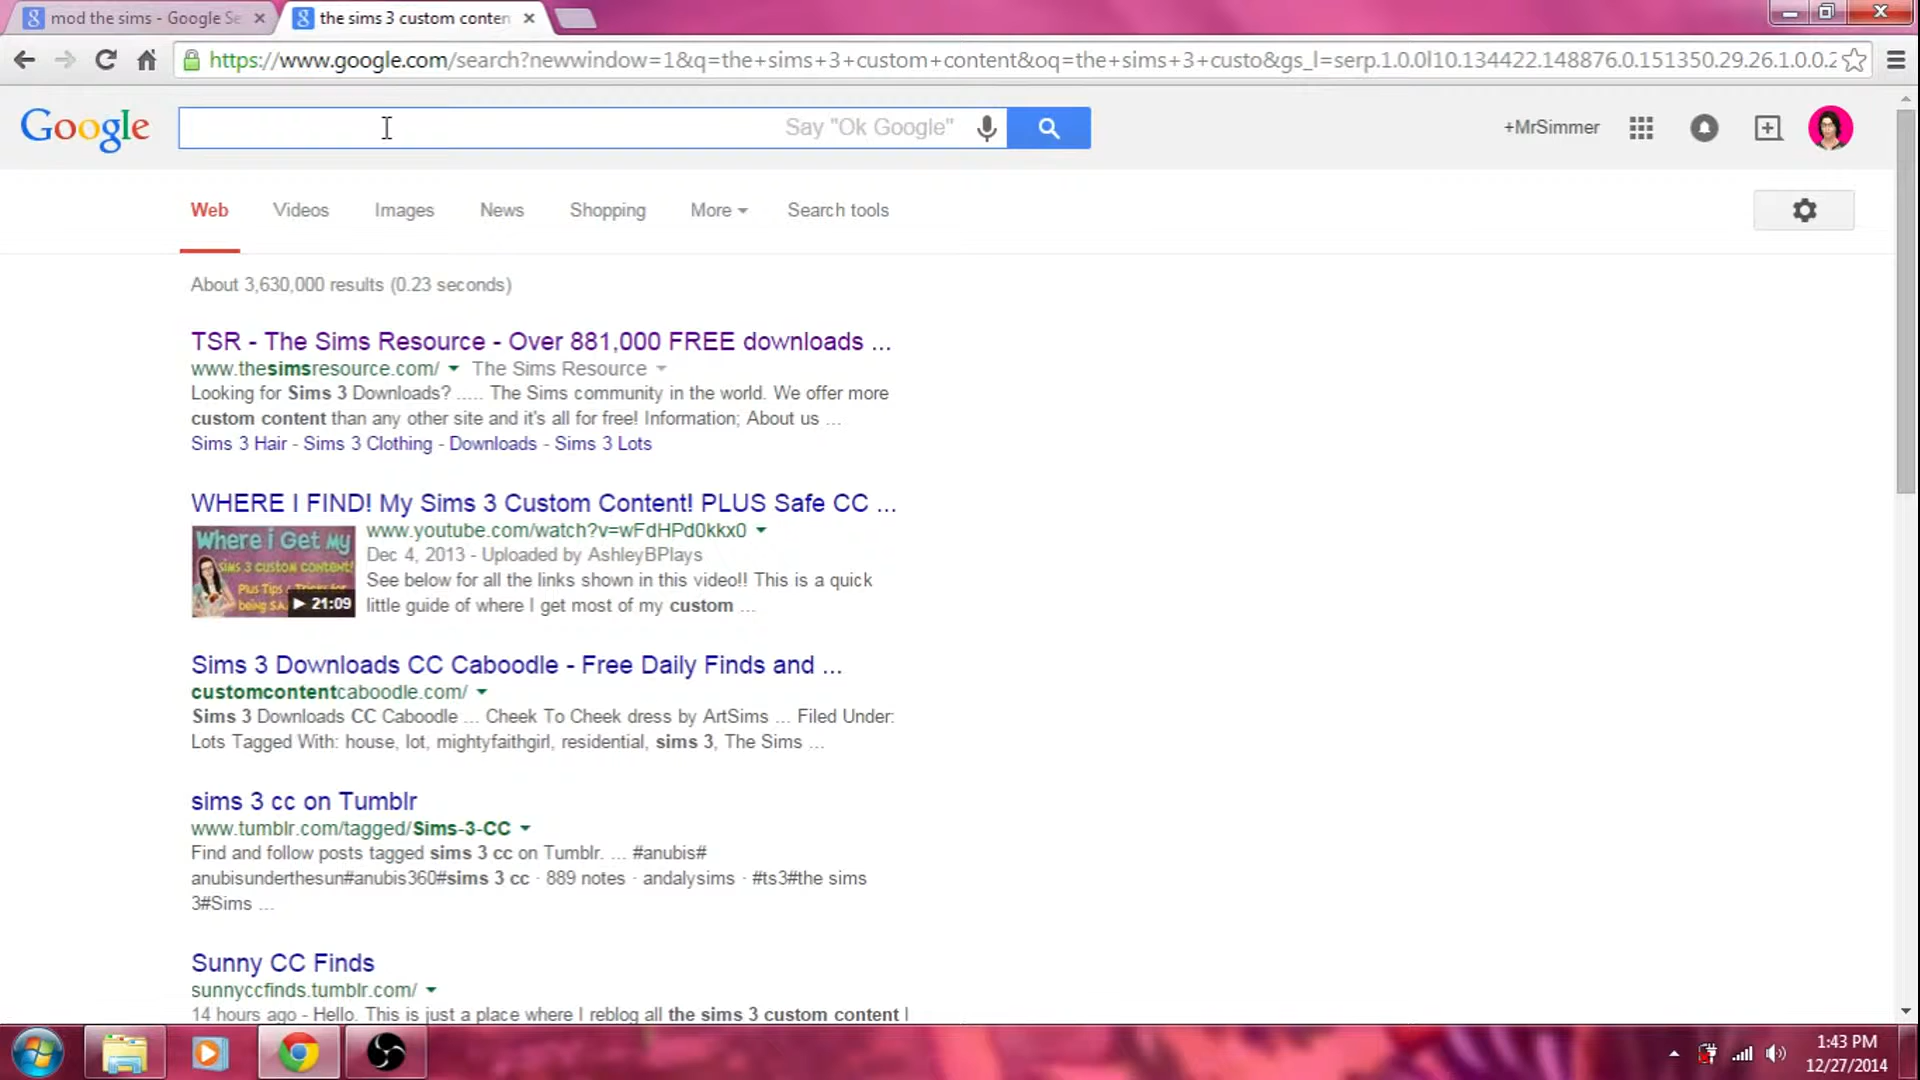 mod the sims - Google Se
the sims 3 custom conten
https://www.google.com/search?newwindow=1&q=the+sims+3+custom+content&oq=the+sims+3+custo&gs_l=serp.1.0.0l10.134422.148876.0.151350.29.26.1.0.0.2
Google
Say "Ok Google"
+MrSimmer
Web
Videos
Images
News
Shopping
More
Search tools
About 3,630,000 results (0.23 seconds)
TSR - The Sims Resource - Over 881,000 FREE downloads ...
www.thesimsresource.com/ The Sims Resource
Looking for Sims 3 Downloads? ..... The Sims community in the world. We offer more
custom content than any other site and it's all for free! Information; About us ...
Sims 3 Hair - Sims 3 Clothing - Downloads - Sims 3 Lots
WHERE I FIND! My Sims 3 Custom Content! PLUS Safe CC ...
www.youtube.com/watch?v=wFdHPd0kkx0
Dec 4, 2013 - Uploaded by AshleyBPlays
See below for all the links shown in this video!! This is a quick
little guide of where I get most of my custom ...
Where i Get My
SIMS 3 CUSTOM CONTENT!
Plus Tips & Tricks for
being SA
21:09
Sims 3 Downloads CC Caboodle - Free Daily Finds and ...
customcontentcaboodle.com/
Sims 3 Downloads CC Caboodle ... Cheek To Cheek dress by ArtSims ... Filed Under:
Lots Tagged With: house, lot, mightyfaithgirl, residential, sims 3, The Sims ...
sims 3 cc on Tumblr
www.tumblr.com/tagged/Sims-3-CC
Find and follow posts tagged sims 3 cc on Tumblr. ... #anubis#
anubisunderthesun#anubis360#sims 3 cc · 889 notes · andalysims · #ts3#the sims
3#Sims ...
Sunny CC Finds
sunnyccfinds.tumblr.com/
14 hours ago - Hello. This is just a place where I reblog all the sims 3 custom content I
1:43 PM
12/27/2014